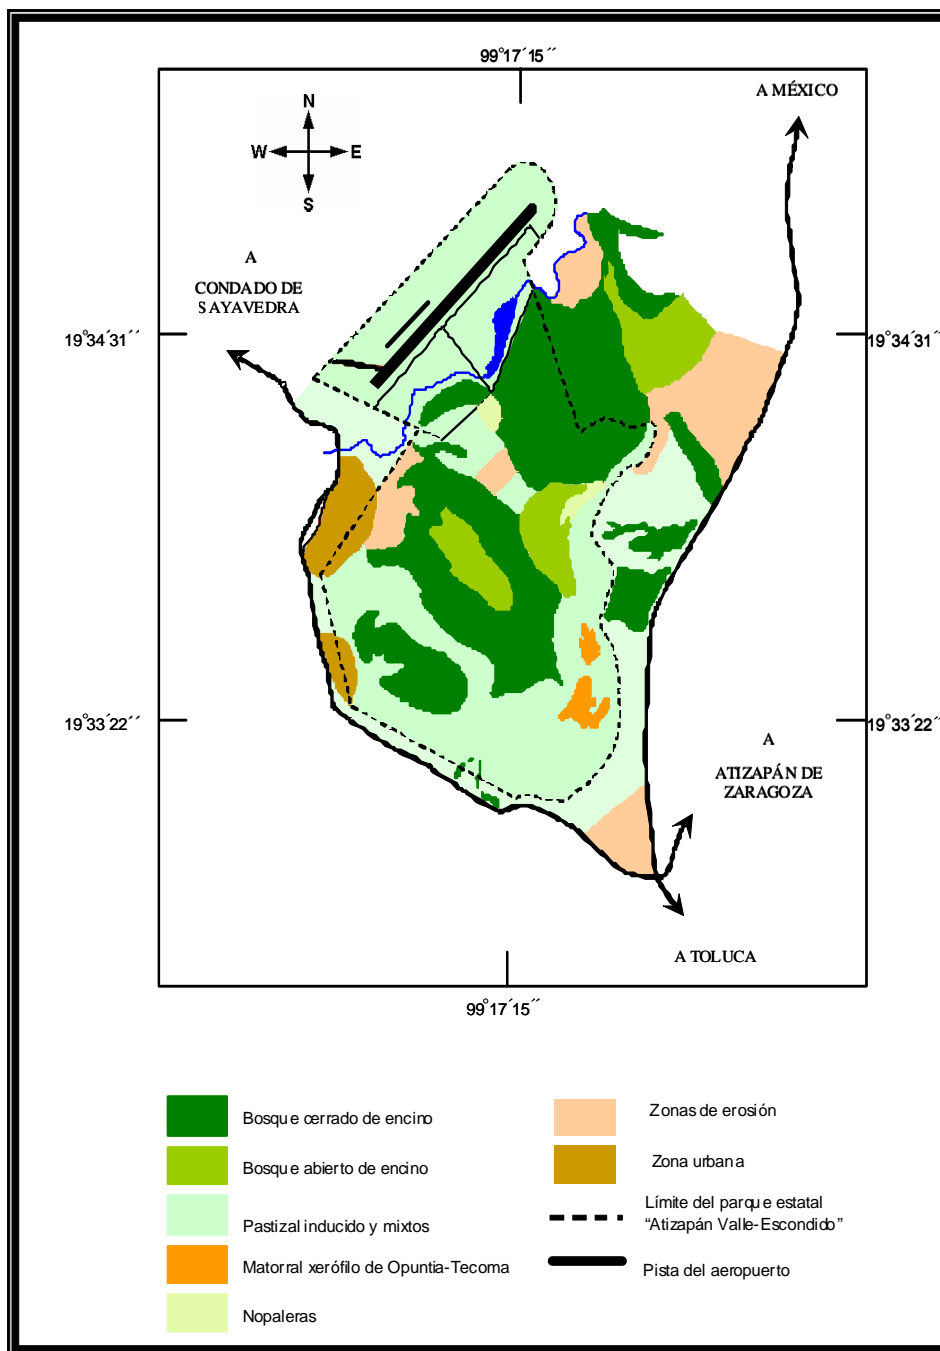 99°17´15´´
A MÉXICO
N
W E
S
A
CONDADO DE
SAYAVEDRA
19°34´31´´
19°34´31´´
19°33´22´´
19°33´22´´
A
ATIZAPÁN DE
ZARAGOZA
A TOLUCA
99°17´15´´
Bosque cerrado de encino
Bosque abierto de encino
Pastizal inducido y mixtos
Matorral xerófilo de Opuntia-Tecoma
Nopaleras
Zonas de erosión
Zona urbana
Límite del parque estatal
“Atizapán Valle-Escondido”
Pista del aeropuerto